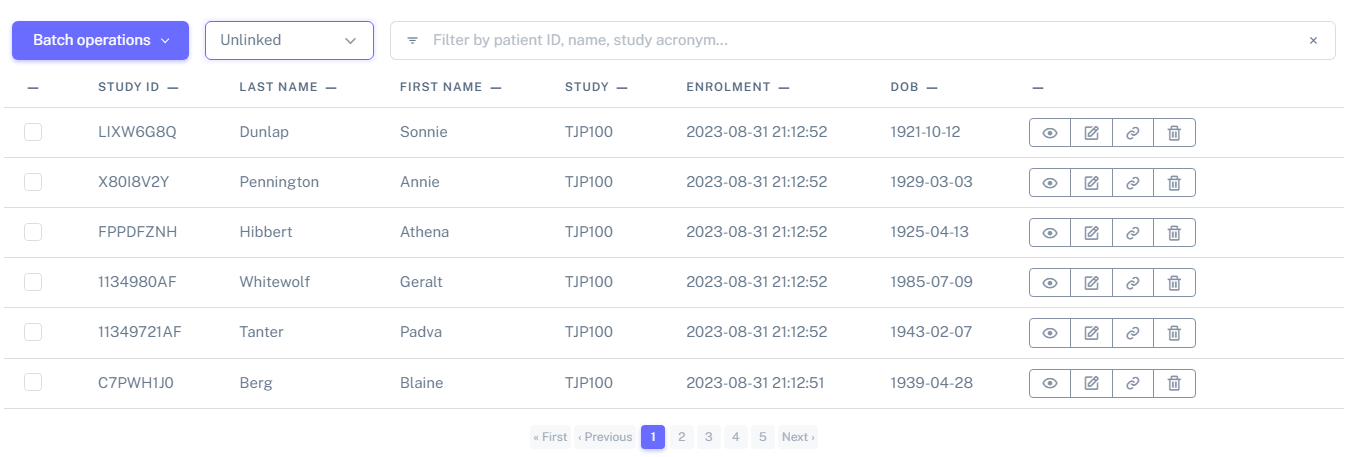 Batch operations Unlinked Filter by patient ID, name, study acronym... ×
— STUDY ID — LAST NAME — FIRST NAME — STUDY — ENROLMENT — DOB — —
LIXW6G8Q Dunlap Sonnie TJP100 2023-08-31 21:12:52 1921-10-12
X80I8V2Y Pennington Annie TJP100 2023-08-31 21:12:52 1929-03-03
FPPDFZNH Hibbert Athena TJP100 2023-08-31 21:12:52 1925-04-13
1134980AF Whitewolf Geralt TJP100 2023-08-31 21:12:52 1985-07-09
11349721AF Tanter Padva TJP100 2023-08-31 21:12:52 1943-02-07
C7PWH1J0 Berg Blaine TJP100 2023-08-31 21:12:51 1939-04-28
« First ‹ Previous 1 2 3 4 5 Next ›